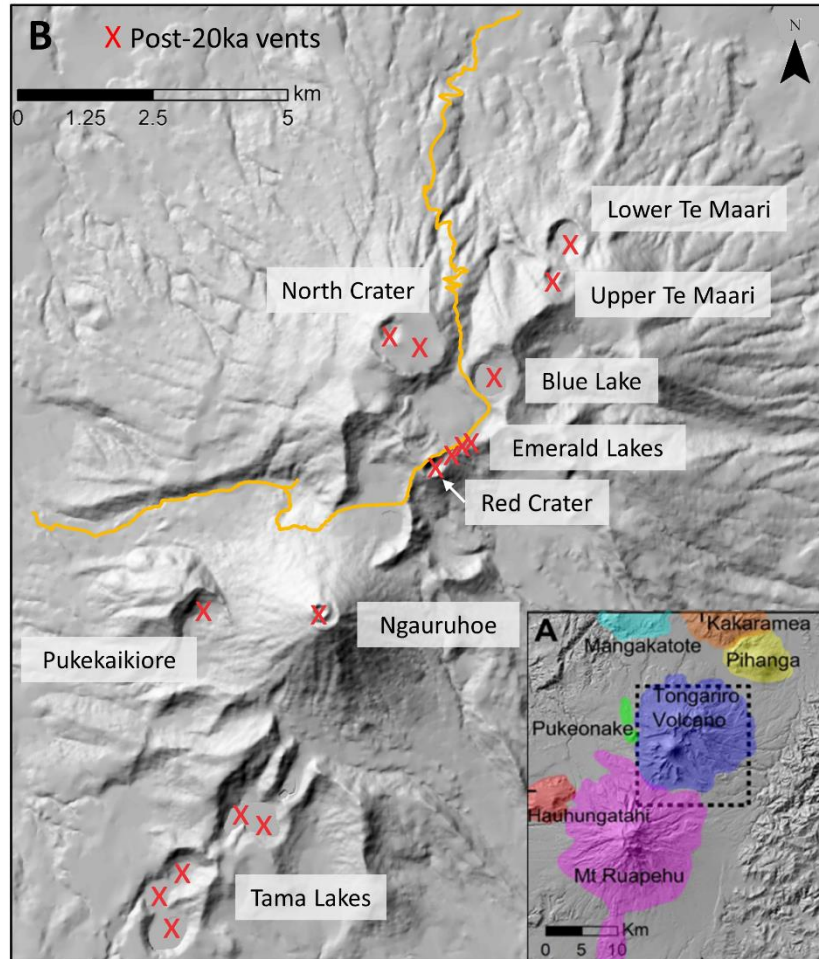 B
X Post-20ka vents
N
km
0 1.25 2.5 5
Lower Te Maari
Upper Te Maari
North Crater
Blue Lake
Emerald Lakes
Red Crater
Ngauruhoe
Pukekaikiore
Tama Lakes
A
Kakaramea
Mangakatote
Pihanga
Tongariro
Volcano
Pukeonake
Hauhungatahi
Mt Ruapehu
Km
0 5 10